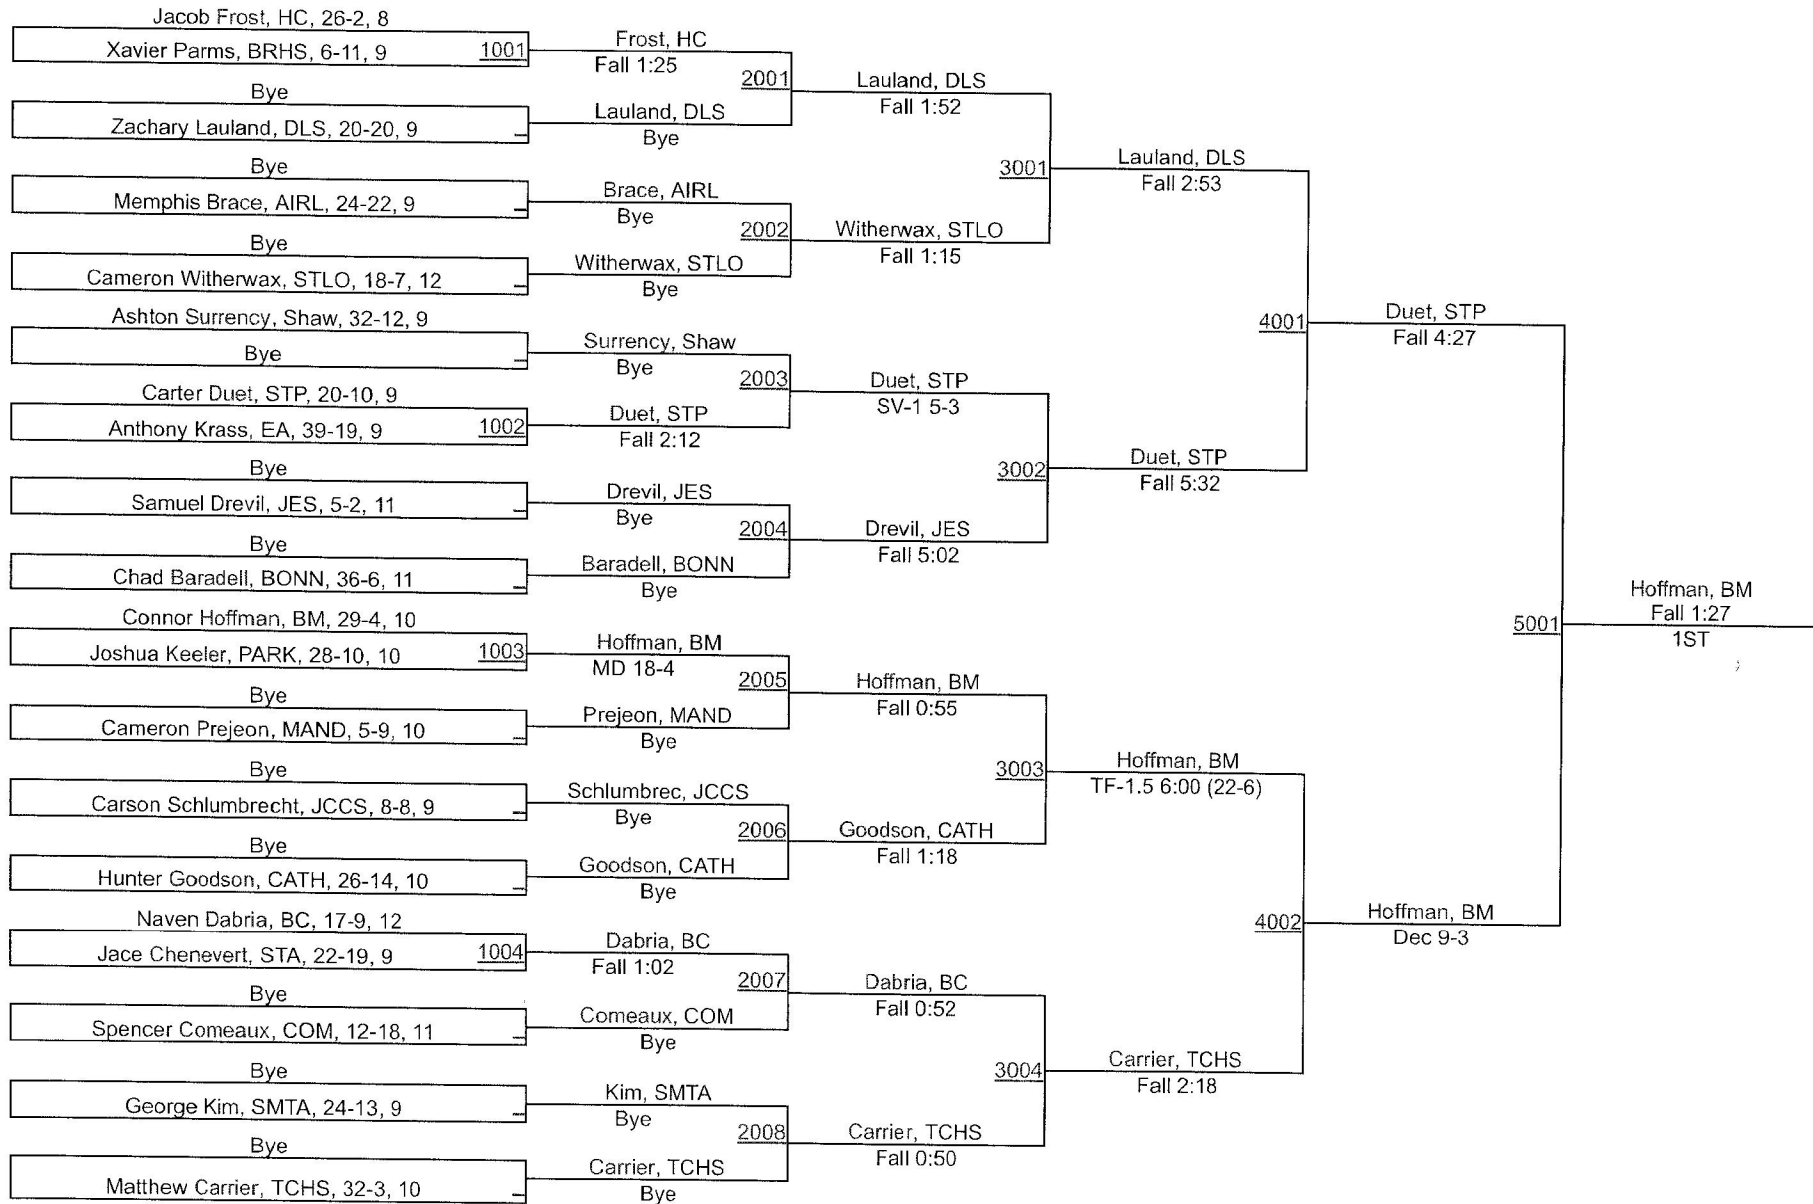 Jacob Frost, HC, 26-2, 8
Xavier Parms, BRHS, 6-11, 9
1001
Bye
Zachary Lauland, DLS, 20-20, 9
Bye
Memphis Brace, AIRL, 24-22, 9
Bye
Cameron Witherwax, STLO, 18-7, 12
Ashton Surrency, Shaw, 32-12, 9
Bye
Carter Duet, STP, 20-10, 9
Anthony Krass, EA, 39-19, 9
1002
Bye
Samuel Drevil, JES, 5-2, 11
Bye
Chad Baradell, BONN, 36-6, 11
Connor Hoffman, BM, 29-4, 10
Joshua Keeler, PARK, 28-10, 10
1003
Bye
Cameron Prejeon, MAND, 5-9, 10
Bye
Carson Schlumbrecht, JCCS, 8-8, 9
Bye
Hunter Goodson, CATH, 26-14, 10
Naven Dabria, BC, 17-9, 12
Jace Chenevert, STA, 22-19, 9
1004
Bye
Spencer Comeaux, COM, 12-18, 11
Bye
George Kim, SMTA, 24-13, 9
Bye
Matthew Carrier, TCHS, 32-3, 10
Frost, HC
Fall 1:25
2001
Lauland, DLS
Bye
Brace, AIRL
Bye
2002
Witherwax, STLO
Bye
Surrency, Shaw
Bye
2003
Duet, STP
Fall 2:12
Drevil, JES
Bye
2004
Baradell, BONN
Bye
Hoffman, BM
MD 18-4
2005
Prejeon, MAND
Bye
Schlumbrec, JCCS
Bye
2006
Goodson, CATH
Bye
Dabria, BC
Fall 1:02
2007
Comeaux, COM
Bye
Kim, SMTA
Bye
2008
Carrier, TCHS
Bye
Lauland, DLS
Fall 1:52
3001
Witherwax, STLO
Fall 1:15
Duet, STP
SV-1 5-3
3002
Drevil, JES
Fall 5:02
Hoffman, BM
Fall 0:55
3003
Goodson, CATH
Fall 1:18
Dabria, BC
Fall 0:52
3004
Carrier, TCHS
Fall 0:50
Lauland, DLS
Fall 2:53
4001
Duet, STP
Fall 5:32
Hoffman, BM
TF-1.5 6:00 (22-6)
4002
Carrier, TCHS
Fall 2:18
Duet, STP
Fall 4:27
5001
Hoffman, BM
Dec 9-3
Hoffman, BM
Fall 1:27
1ST